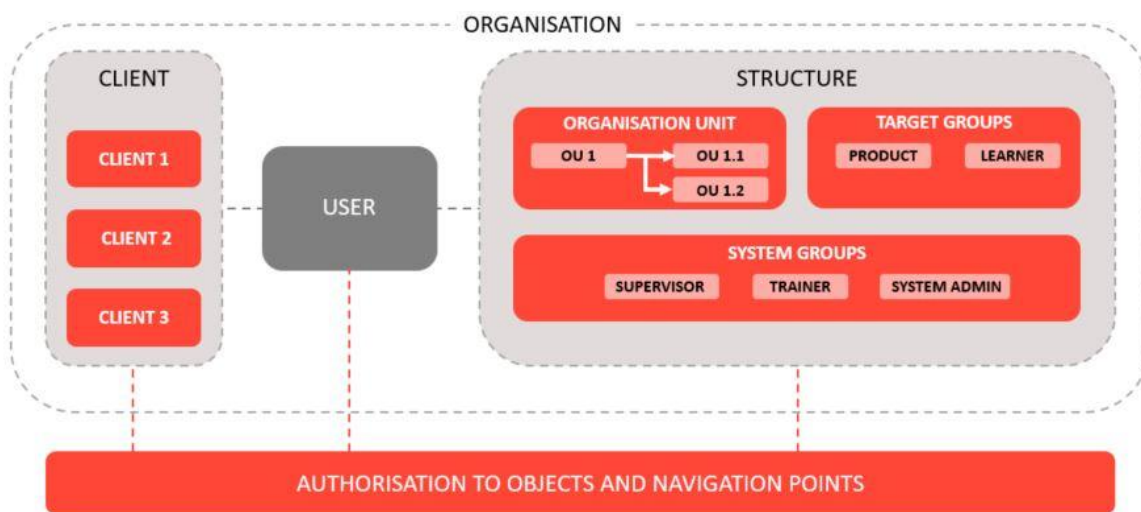 ORGANISATION
CLIENT
CLIENT 1
CLIENT 2
CLIENT 3
USER
STRUCTURE
ORGANISATION UNIT
OU 1
OU 1.1
OU 1.2
TARGET GROUPS
PRODUCT
LEARNER
SYSTEM GROUPS
SUPERVISOR
TRAINER
SYSTEM ADMIN
AUTHORISATION TO OBJECTS AND NAVIGATION POINTS